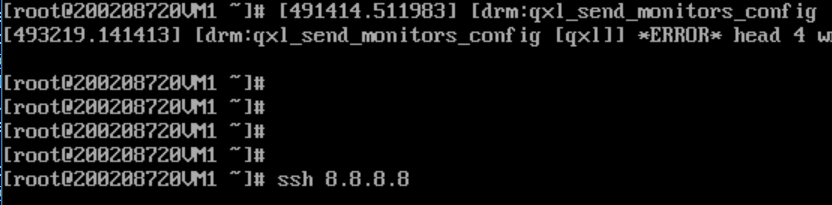 [root@200208720VM1 ~]# [491414.511983] [drm:qxl_send_monitors_config
[493219.141413] [drm:qxl_send_monitors_config [qxl]] *ERROR* head 4 w
[root@200208720VM1 ~]#
[root@200208720VM1 ~]#
[root@200208720VM1 ~]#
[root@200208720VM1 ~]#
[root@200208720VM1 ~]# ssh 8.8.8.8